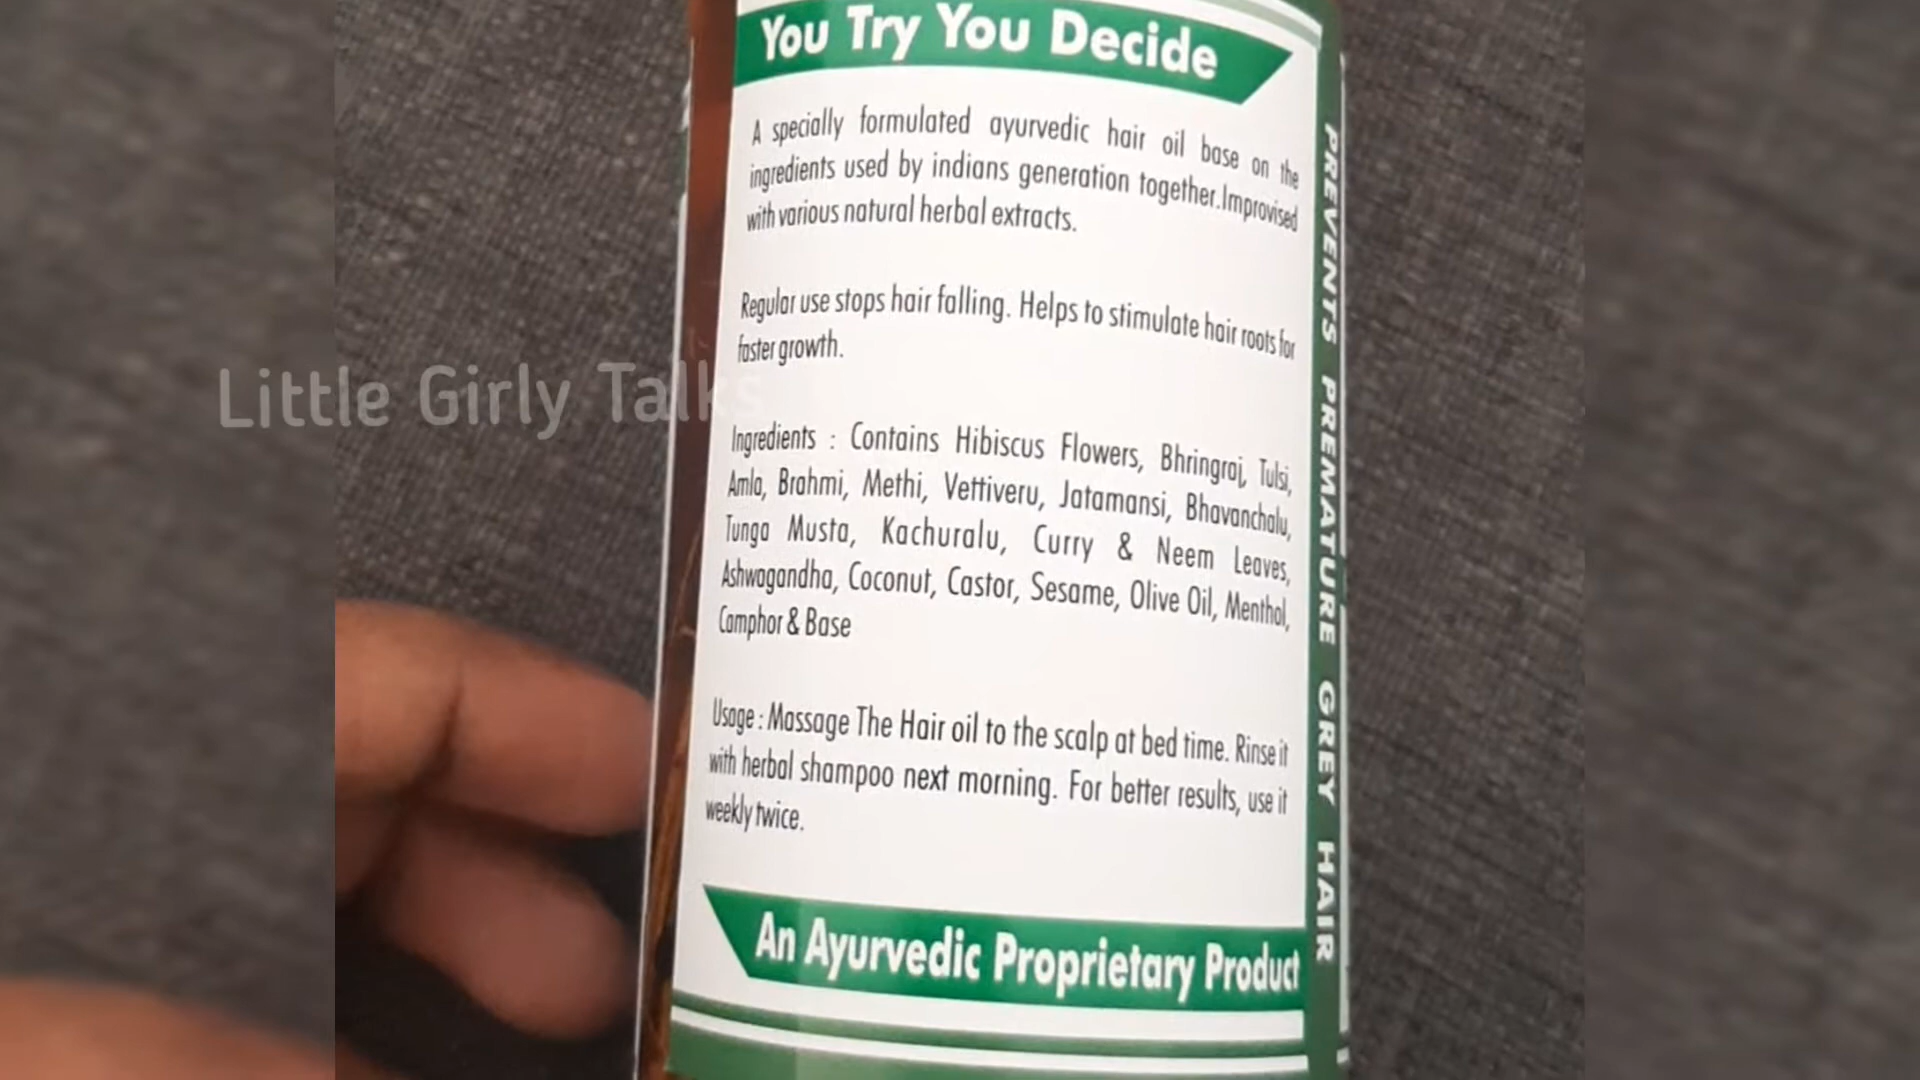 You Try You Decide
A specially formulated ayurvedic hair oil base on the
ingredients used by indians generation together.Improvised
with various natural herbal extracts.
Regular use stops hair falling. Helps to stimulate hair roots for
faster growth.
Ingredients : Contains Hibiscus Flowers, Bhringraj, Tulsi,
Amla, Brahmi, Methi, Vettiveru, Jatamansi, Bhavanchalu,
Tunga Musta, Kachuralu, Curry & Neem Leaves,
Ashwagandha, Coconut, Castor, Sesame, Olive Oil, Menthol,
Camphor & Base
Usage : Massage The Hair oil to the scalp at bed time. Rinse it
with herbal shampoo next morning. For better results, use it
weekly twice.
An Ayurvedic Proprietary Product
PREVENTS PREMATURE GREY HAIR
Little Girly Talks